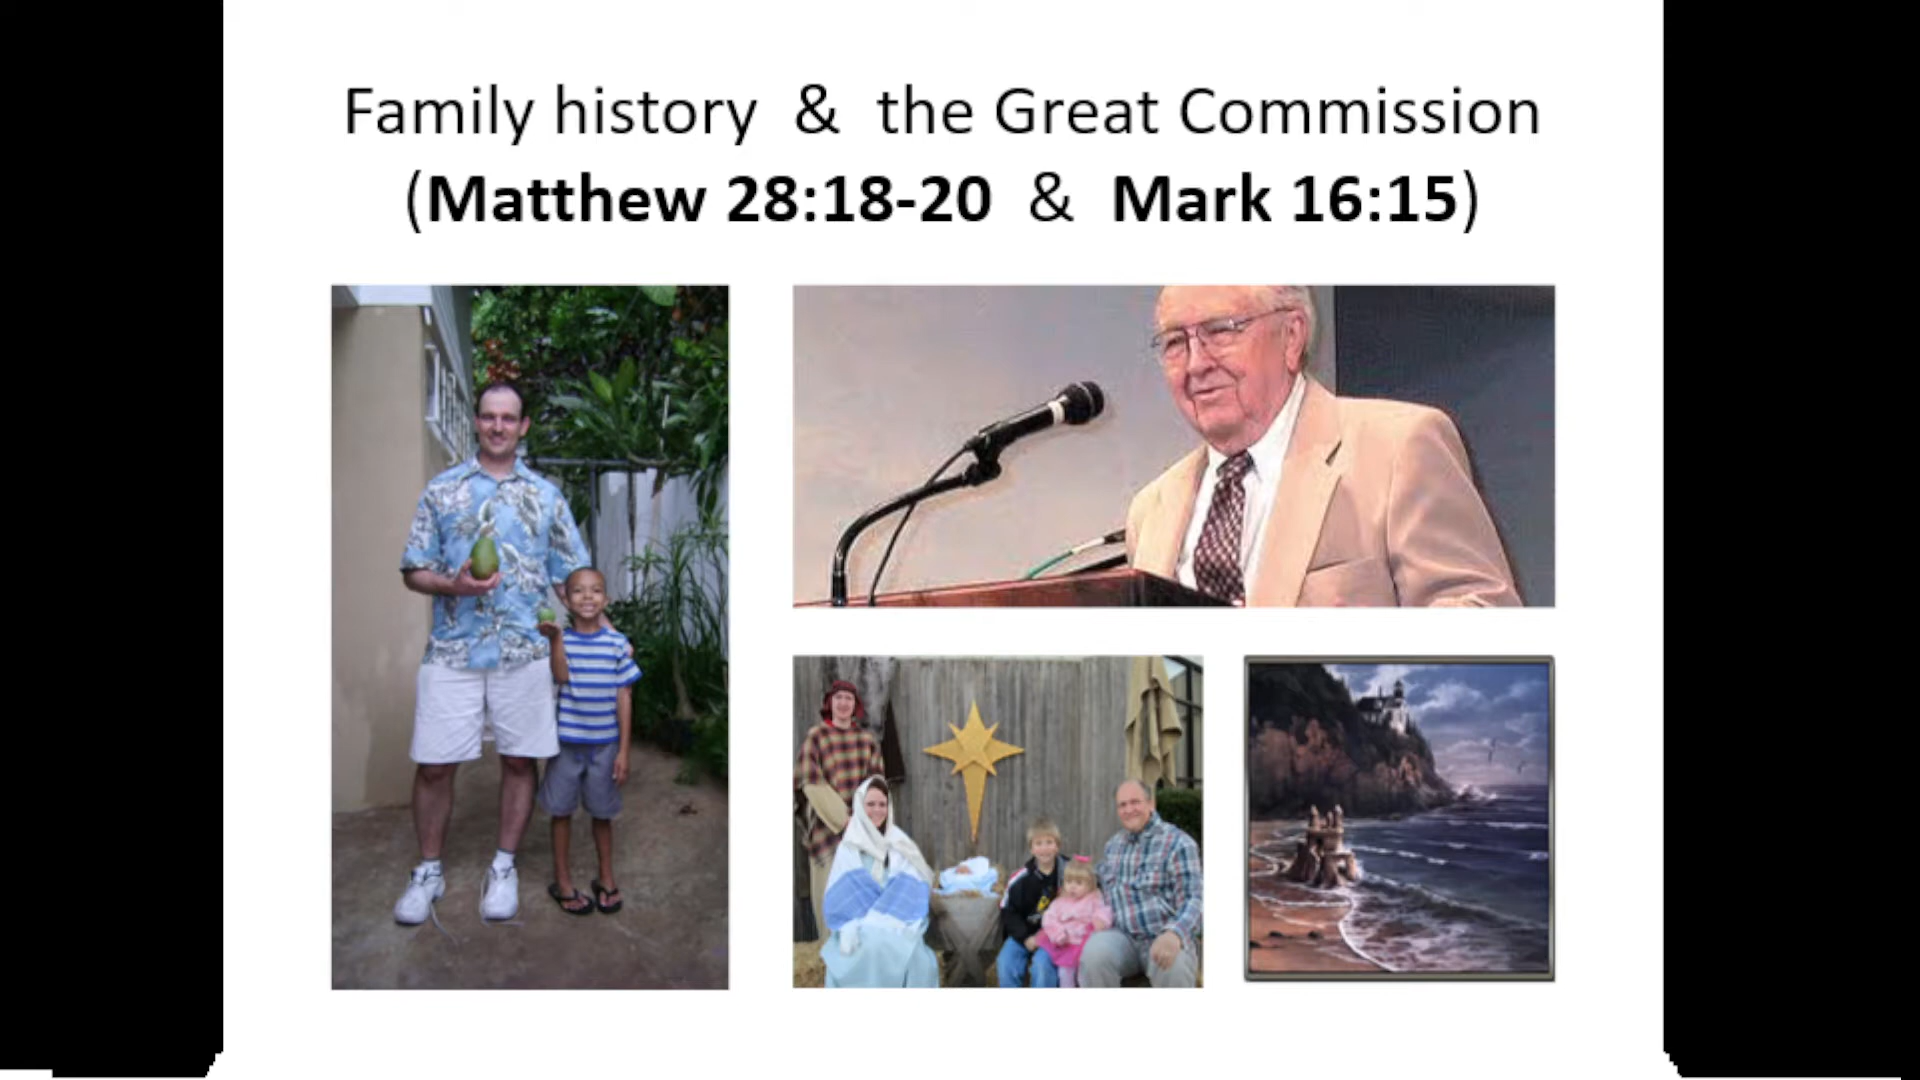 Family history & the Great Commission
(Matthew 28:18-20 & Mark 16:15)